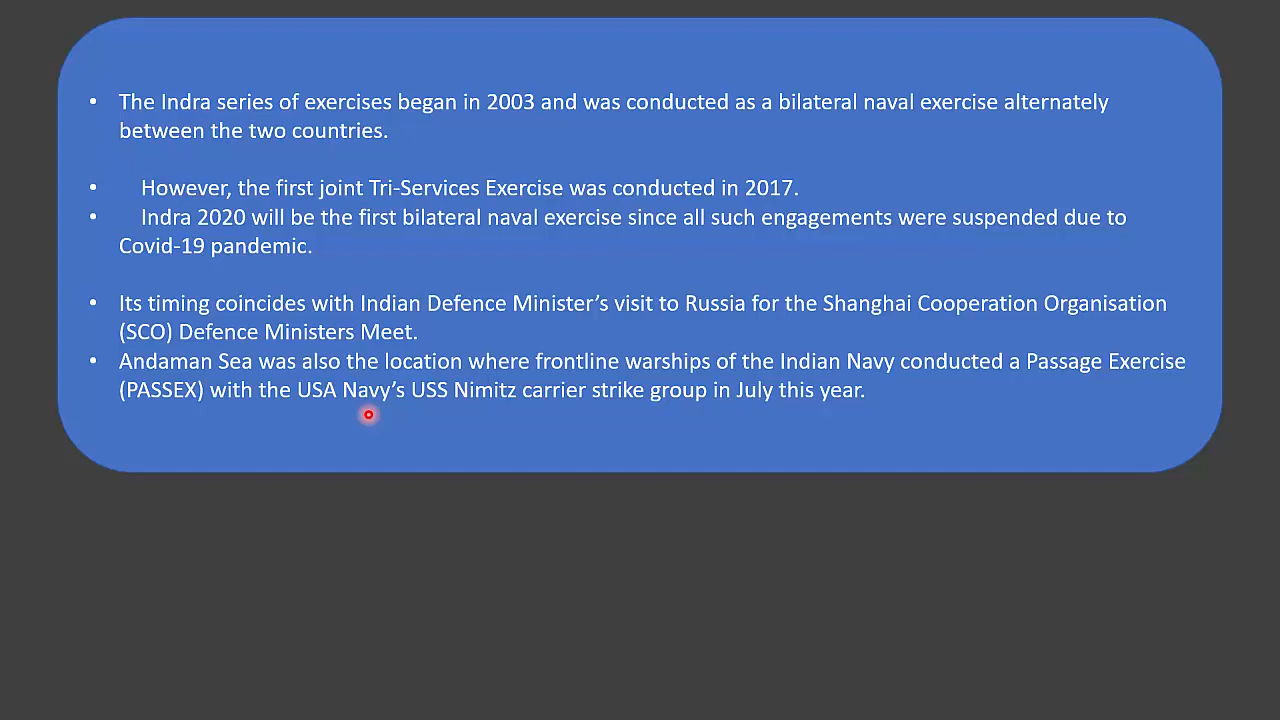 • The Indra series of exercises began in 2003 and was conducted as a bilateral naval exercise alternately
between the two countries.
• However, the first joint Tri-Services Exercise was conducted in 2017.
• Indra 2020 will be the first bilateral naval exercise since all such engagements were suspended due to
Covid-19 pandemic.
• Its timing coincides with Indian Defence Minister’s visit to Russia for the Shanghai Cooperation Organisation
(SCO) Defence Ministers Meet.
• Andaman Sea was also the location where frontline warships of the Indian Navy conducted a Passage Exercise
(PASSEX) with the USA Navy’s USS Nimitz carrier strike group in July this year.